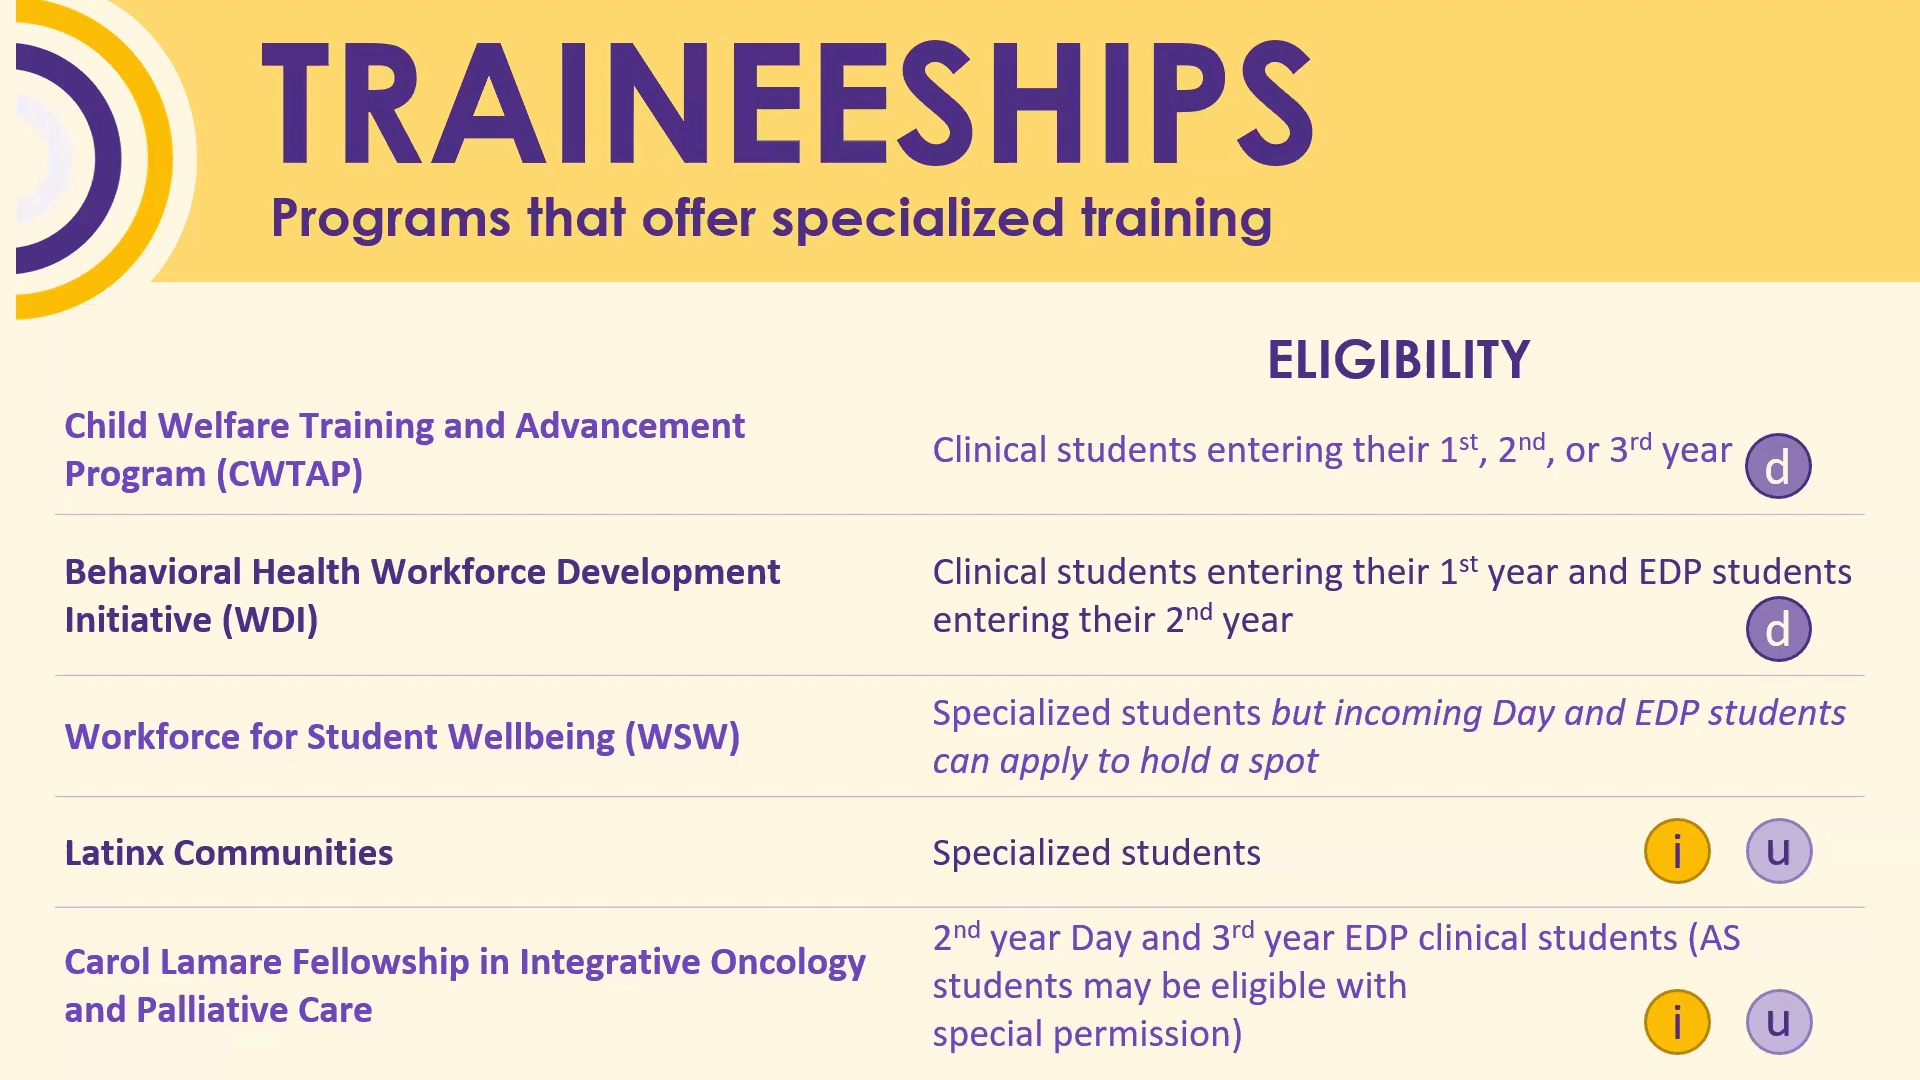 TRAINEESHIPS
Programs that offer specialized training
ELIGIBILITY
Child Welfare Training and Advancement
Program (CWTAP)
Clinical students entering their 1st, 2nd, or 3rd year
d
Behavioral Health Workforce Development
Initiative (WDI)
Clinical students entering their 1st year and EDP students
entering their 2nd year
d
Workforce for Student Wellbeing (WSW)
Specialized students but incoming Day and EDP students
can apply to hold a spot
Latinx Communities
Specialized students
i u
Carol Lamare Fellowship in Integrative Oncology
and Palliative Care
2nd year Day and 3rd year EDP clinical students (AS
students may be eligible with
special permission)
i u